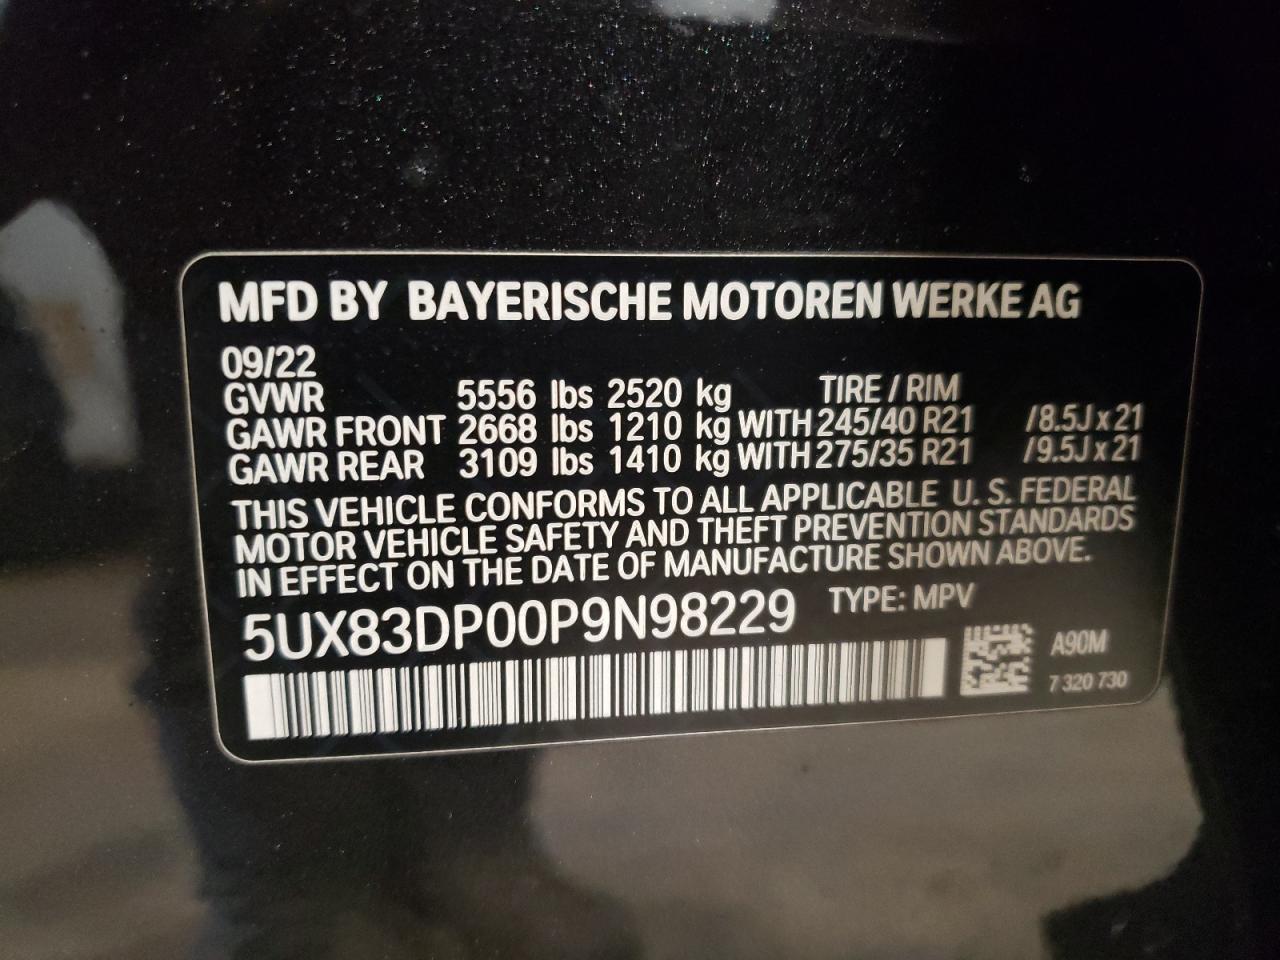 MFD BY BAYERISCHE MOTOREN WERKE AG
09/22
GVWR 5556 lbs 2520 kg TIRE / RIM
GAWR FRONT 2668 lbs 1210 kg WITH 245/40 R21 /8.5J x 21
GAWR REAR 3109 lbs 1410 kg WITH 275/35 R21 /9.5J x 21
THIS VEHICLE CONFORMS TO ALL APPLICABLE U. S. FEDERAL
MOTOR VEHICLE SAFETY AND THEFT PREVENTION STANDARDS
IN EFFECT ON THE DATE OF MANUFACTURE SHOWN ABOVE.
5UX83DP00P9N98229 TYPE: MPV
A90M
7 320 730